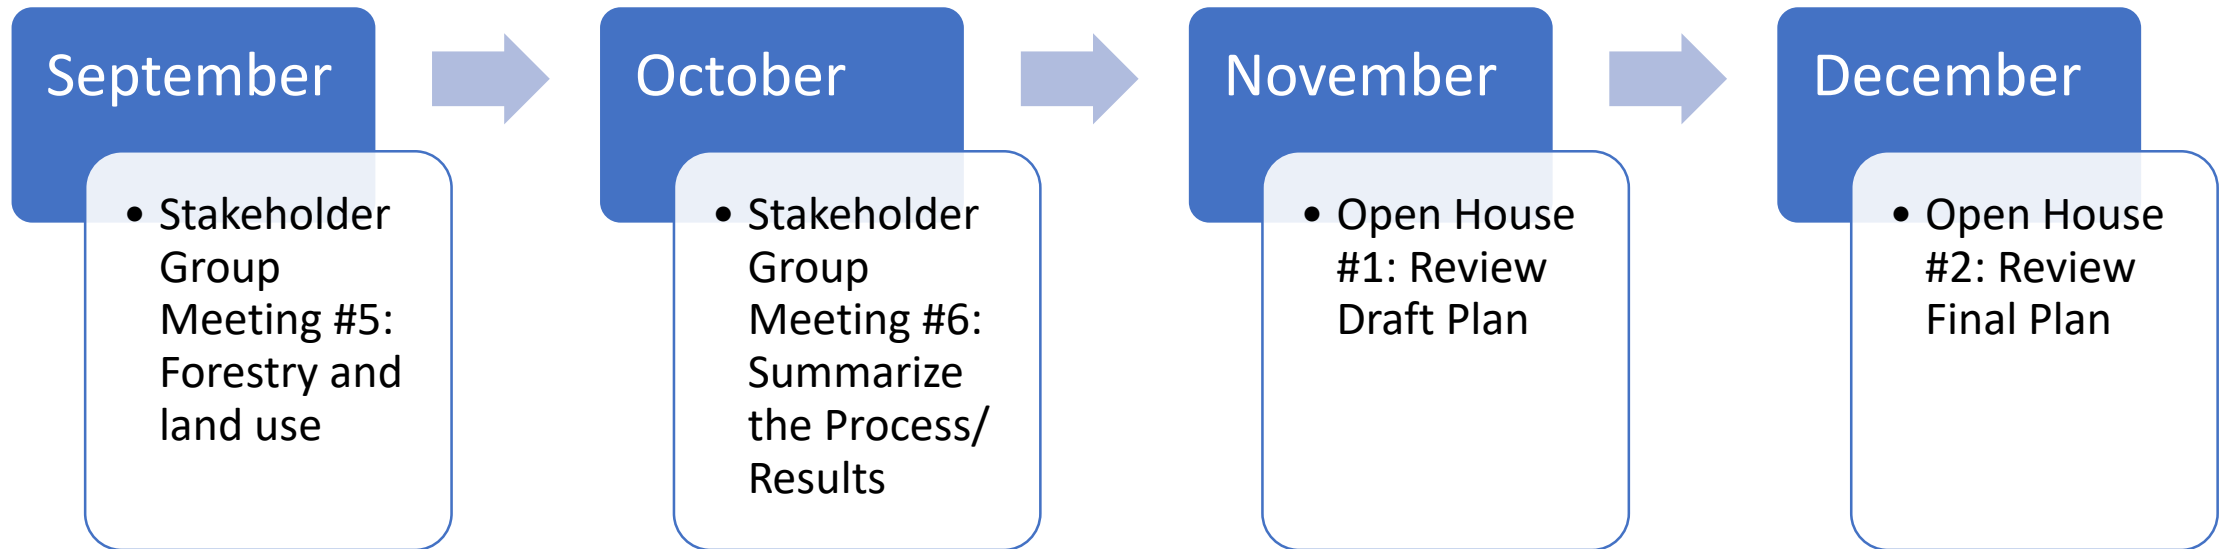 September
• Stakeholder
Group
Meeting #5:
Forestry and
land use
October
• Stakeholder
Group
Meeting #6:
Summarize
the Process/
Results
November
• Open House
#1: Review
Draft Plan
December
• Open House
#2: Review
Final Plan